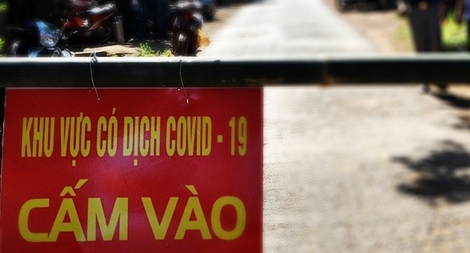 KHU VỰC CÓ DỊCH COVID - 19
CẤM VÀO